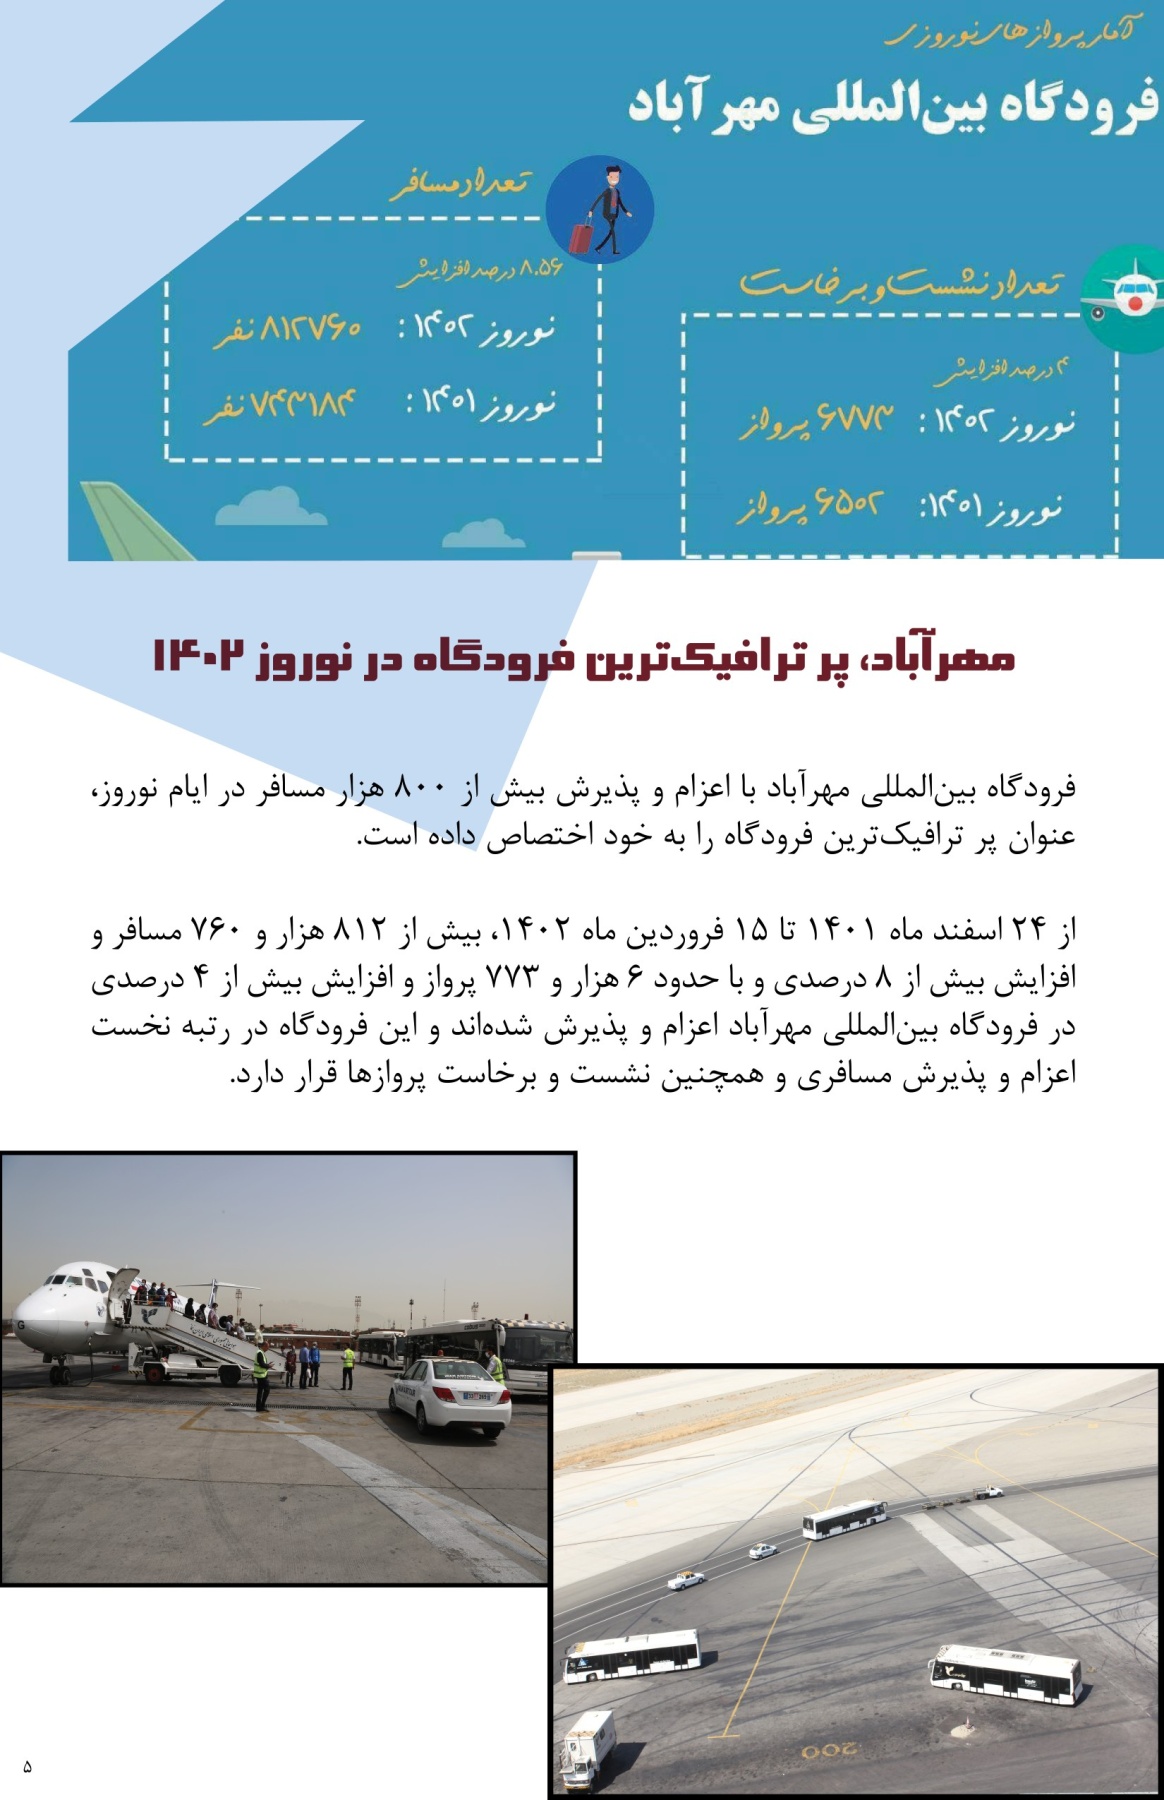 آمار پروازهای نوروزی
فرودگاه بین‌المللی مهرآباد
تعداد نشست و برخاست
۴ درصد افزایش
نوروز ۱۴۰۲ : ۶۷۷۳ پرواز
نوروز ۱۴۰۱: ۶۵۰۲ پرواز
تعداد مسافر
۸.۵۶ درصد افزایش
نوروز ۱۴۰۲ : ۸۱۲۷۶۰ نفر
نوروز ۱۴۰۱ : ۷۴۳۱۸۴ نفر
مهرآباد، پر ترافیک‌ترین فرودگاه در نوروز ۱۴۰۲
فرودگاه بین‌المللی مهرآباد با اعزام و پذیرش بیش از ۸۰۰ هزار مسافر در ایام نوروز،
عنوان پر ترافیک‌ترین فرودگاه را به خود اختصاص داده است.
از ۲۴ اسفند ماه ۱۴۰۱ تا ۱۵ فروردین ماه ۱۴۰۲، بیش از ۸۱۲ هزار و ۷۶۰ مسافر و
افزایش بیش از ۸ درصدی و با حدود ۶ هزار و ۷۷۳ پرواز و افزایش بیش از ۴ درصدی
در فرودگاه بین‌المللی مهرآباد اعزام و پذیرش شده‌اند و این فرودگاه در رتبه نخست
اعزام و پذیرش مسافری و همچنین نشست و برخاست پروازها قرار دارد.
G
200
۵